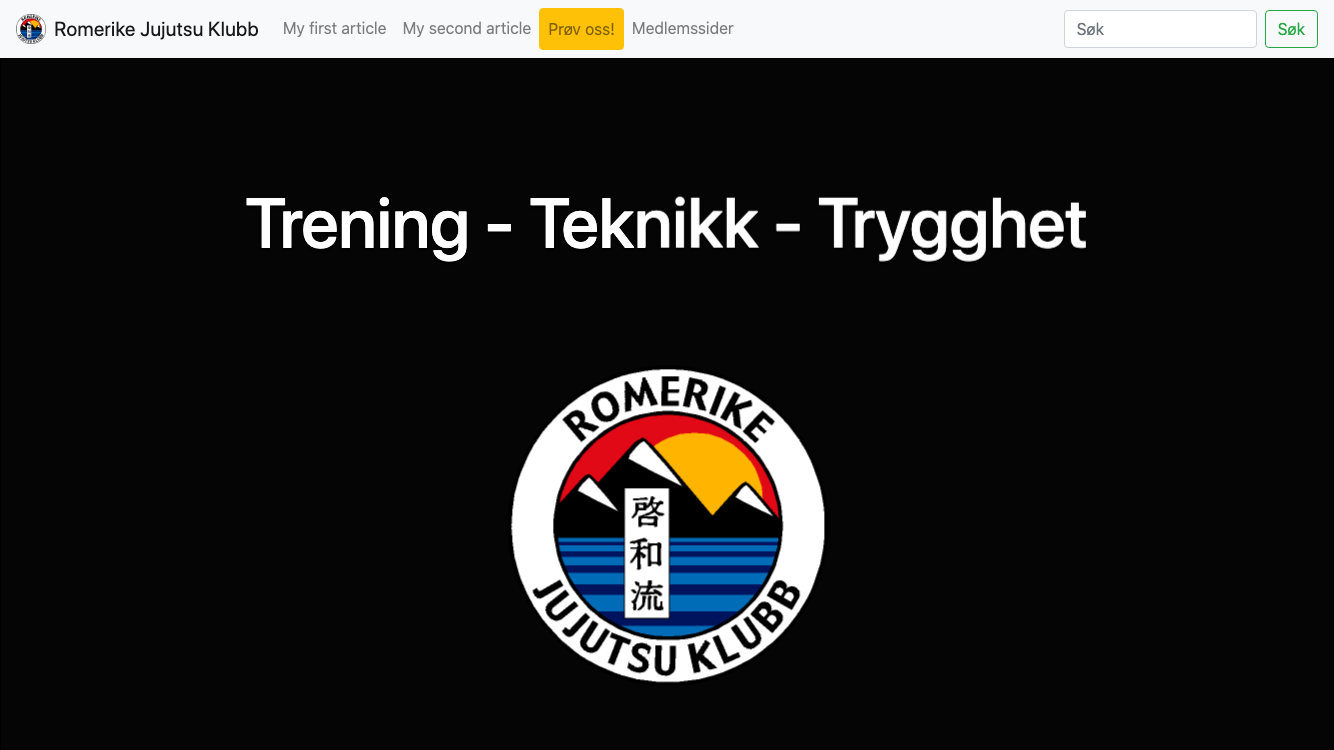 Romerike Jujutsu Klubb My first article My second article Prøv oss! Medlemssider Søk Søk
Trening - Teknikk - Trygghet
ROMERIKE
啓
和
流
JUJUTSU KLUBB